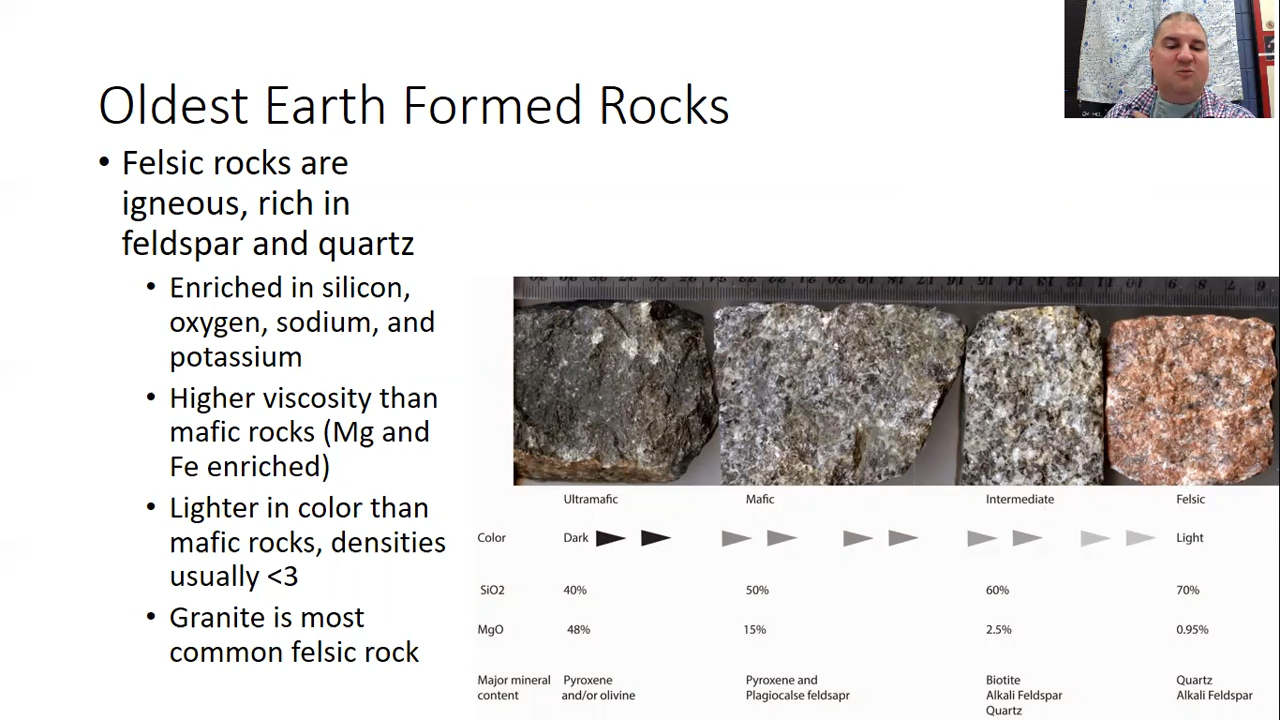 Oldest Earth Formed Rocks
• Felsic rocks are
igneous, rich in
feldspar and quartz
• Enriched in silicon,
oxygen, sodium, and
potassium
• Higher viscosity than
mafic rocks (Mg and
Fe enriched)
• Lighter in color than
mafic rocks, densities
usually <3
• Granite is most
common felsic rock
Ultramafic Mafic Intermediate Felsic
Color Dark Light
SiO2 40% 50% 60% 70%
MgO 48% 15% 2.5% 0.95%
Major mineral Pyroxene Pyroxene and Biotite Quartz
content and/or olivine Plagiocalse feldsapr Alkali Feldspar Alkali Feldspar
Quartz